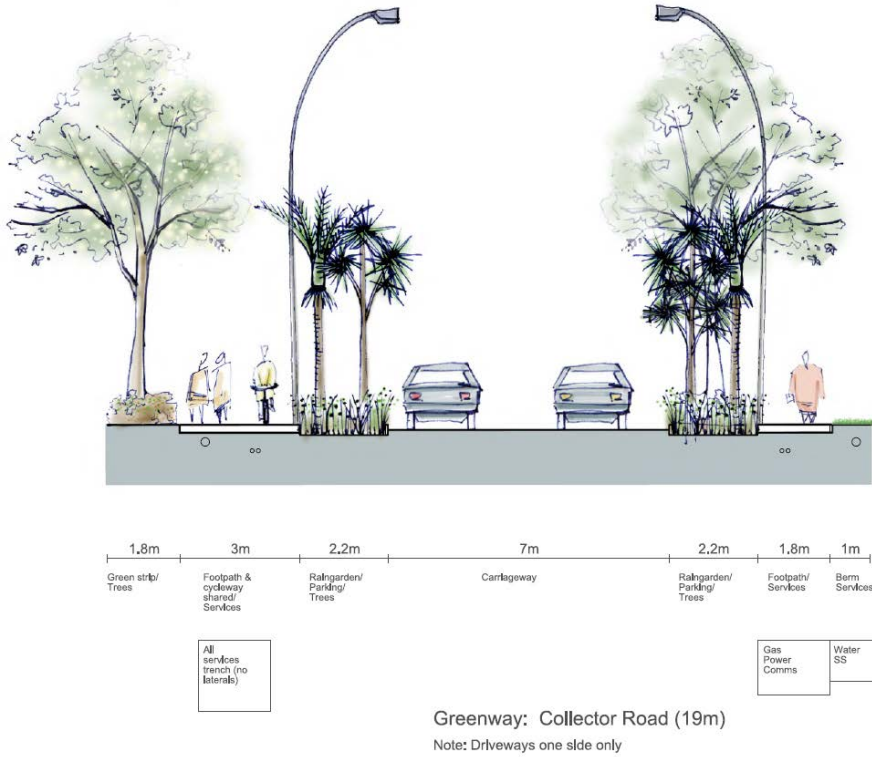 1.8m 3m 2.2m 7m 2.2m 1.8m 1m
Green strip/
Trees
Footpath &
cycleway
shared/
Services
Raingarden/
Parking/
Trees
Carriageway
Raingarden/
Parking/
Trees
Footpath/
Services
Berm
Services
All
services
trench (no
laterals)
Gas
Power
Comms
Water
SS
Greenway: Collector Road (19m)
Note: Driveways one side only